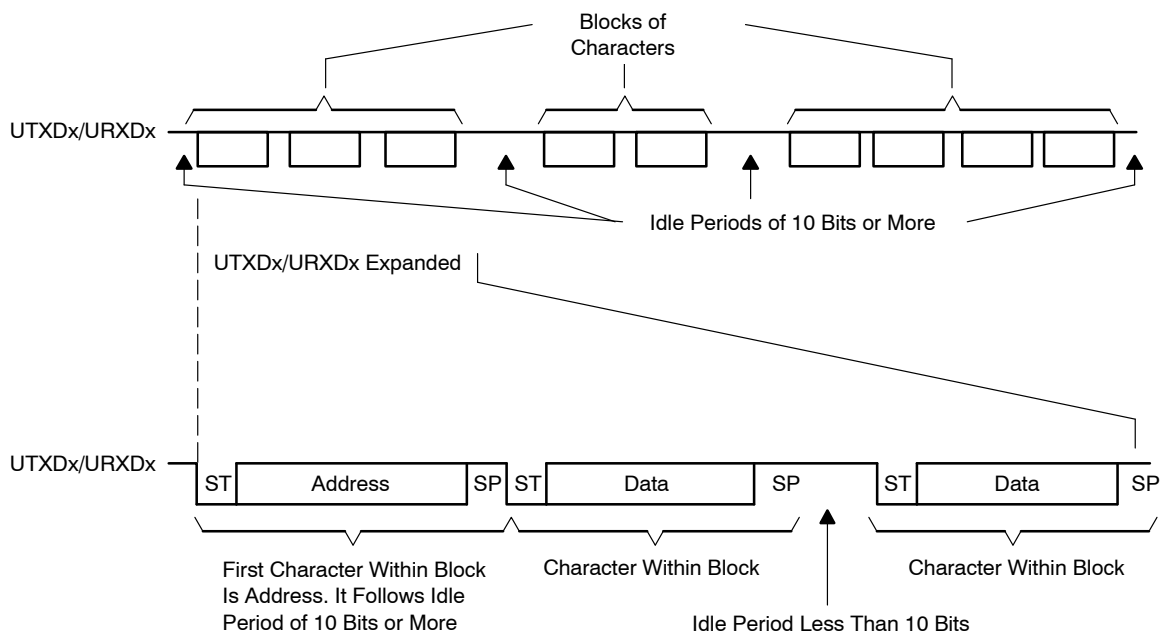 Blocks of
Characters
UTXDx/URXDx
Idle Periods of 10 Bits or More
UTXDx/URXDx Expanded
UTXDx/URXDx
ST
Address
SP
ST
Data
SP
ST
Data
SP
First Character Within Block
Is Address. It Follows Idle
Period of 10 Bits or More
Character Within Block
Character Within Block
Idle Period Less Than 10 Bits